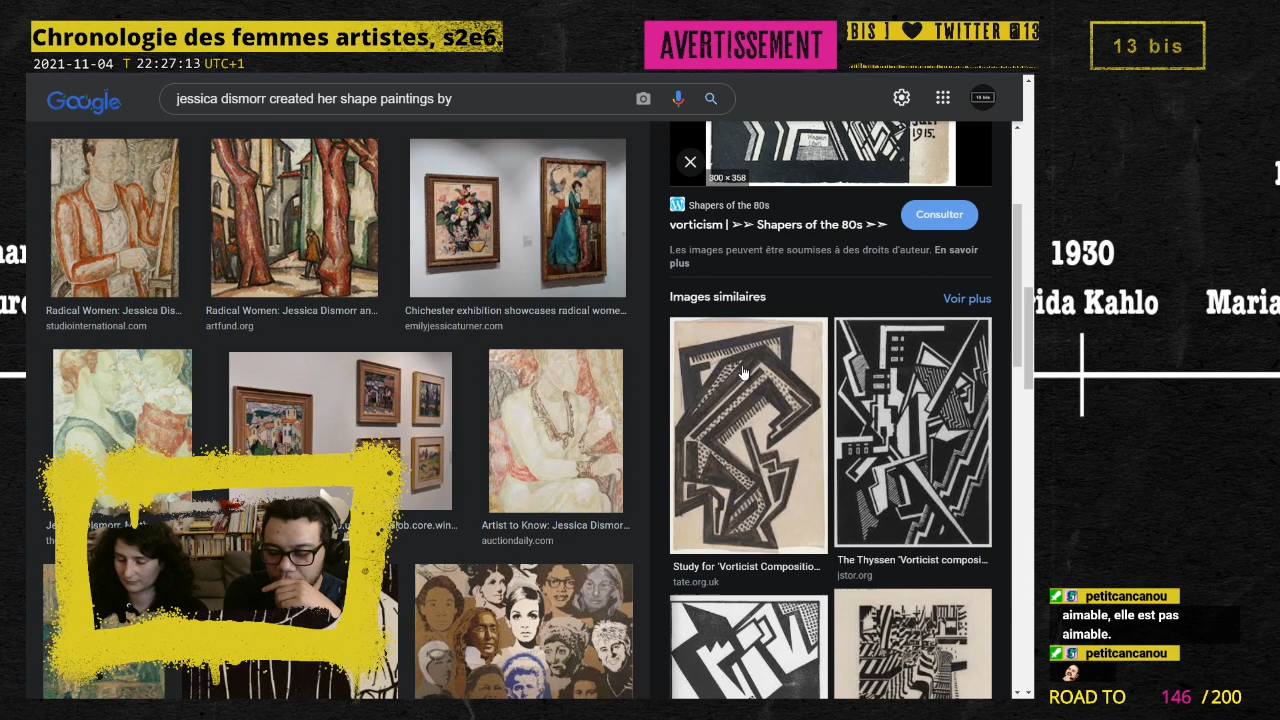 Chronologie des femmes artistes, s2e6
2021-11-04 T 22:27:13 UTC+1
AVERTISSEMENT
BIS ] ♥ TWITTER @13
13 bis
Google
jessica dismorr created her shape paintings by
13 bis
1915.
300 × 358
Shapers of the 80s
vorticism | ➢➢ Shapers of the 80s ➢➢
Consulter
Les images peuvent être soumises à des droits d'auteur. En savoir
plus
Images similaires
Voir plus
Radical Women: Jessica Dis...
studiointernational.com
Radical Women: Jessica Dismorr an...
artfund.org
Chichester exhibition showcases radical wome...
emilyjessicaturner.com
Artist to Know: Jessica Dismor...
auctiondaily.com
Study for 'Vorticist Compositio...
tate.org.uk
The Thyssen 'Vorticist composi...
jstor.org
1930
ida Kahlo
Maria
petitcancanou
aimable, elle est pas
aimable.
petitcancanou
ROAD TO 146 / 200